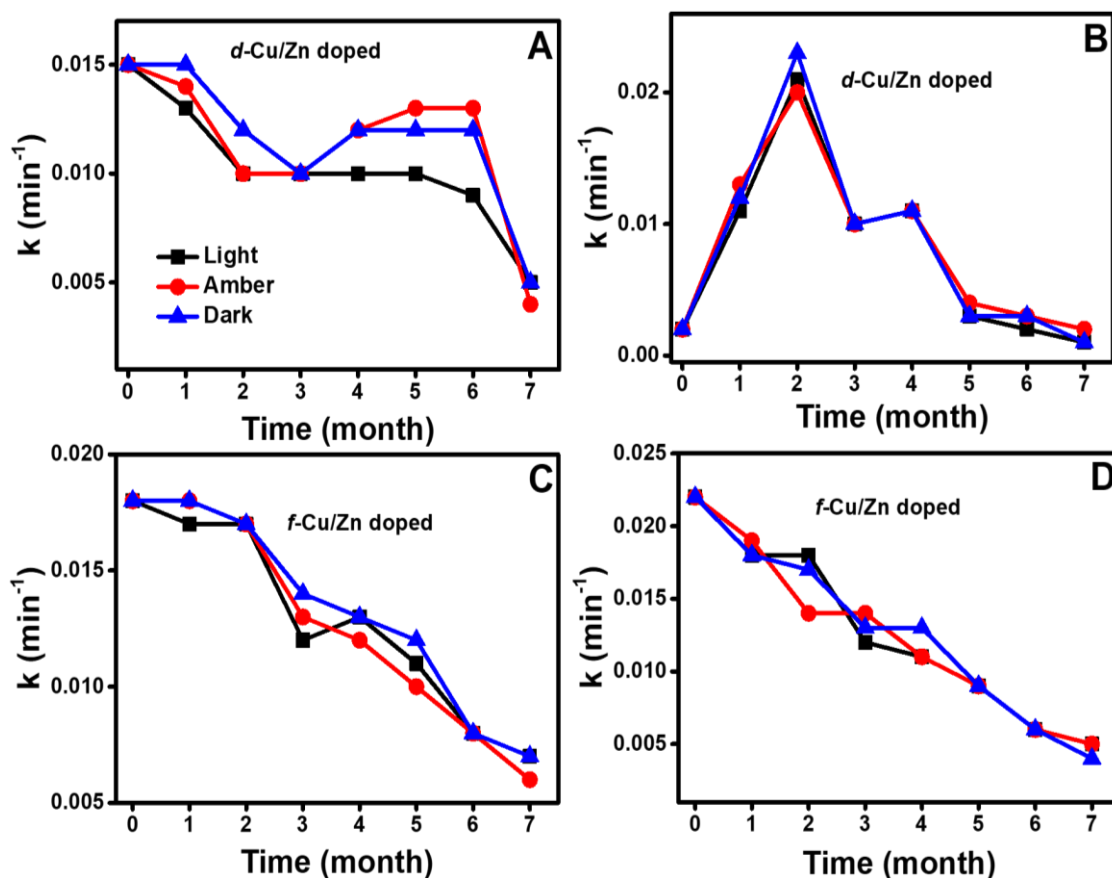 A
d-Cu/Zn doped
0.015
0.010
0.005
k (min-1)
Light
Amber
Dark
0 1 2 3 4 5 6 7
Time (month)
B
d-Cu/Zn doped
0.02
0.01
0.00
k (min-1)
0 1 2 3 4 5 6 7
Time (month)
C
f-Cu/Zn doped
0.020
0.015
0.010
0.005
k (min-1)
0 1 2 3 4 5 6 7
Time (month)
D
f-Cu/Zn doped
0.025
0.020
0.015
0.010
0.005
k (min-1)
0 1 2 3 4 5 6 7
Time (month)